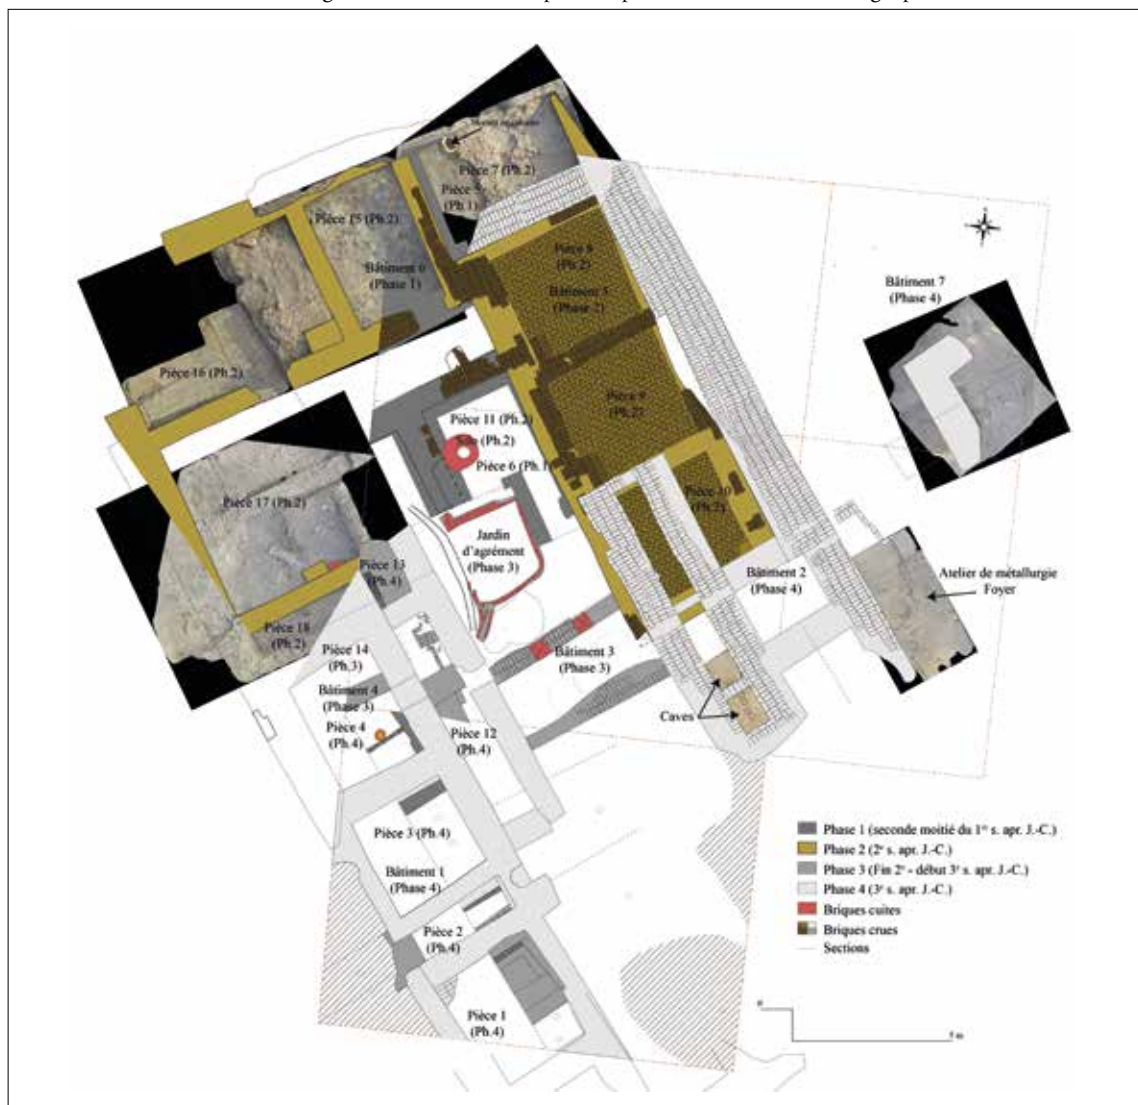 Pièce 7 (Ph.2)
Pièce 5
(Ph.1)
Pièce 15 (Ph.2)
Bâtiment 6
(Phase 1)
Pièce 8
(Ph.2)
Bâtiment 5
(Phase 2)
Bâtiment 7
(Phase 4)
Pièce 16 (Ph.2)
Pièce 9
(Ph.2)
Pièce 11 (Ph.2)
Silo (Ph.2)
Pièce 6 (Ph.1
Pièce 10
(Ph.2)
Pièce 17 (Ph.2)
Jardin
d'agrément
(Phase 3)
Pièce 13
(Ph.4)
Bâtiment 2
(Phase 4)
Atelier de métallurgie
Foyer
Pièce 18
(Ph.2)
Pièce 14
(Ph.3)
Bâtiment 3
(Phase 3)
Bâtiment 4
(Phase 3)
Caves
Pièce 4
(Ph.4)
Pièce 12
(Ph.4)
Pièce 3 (Ph.4)
Bâtiment 1
(Phase 4)
Pièce 2
(Ph.4)
Pièce 1
(Ph.4)
Phase 1 (seconde moitié du 1er s. apr. J.-C.)
Phase 2 (2e s. apr. J.-C.)
Phase 3 (Fin 2e - début 3e s. apr. J.-C.)
Phase 4 (3e s. apr. J.-C.)
Briques cuites
Briques crues
Sections
0
5 m